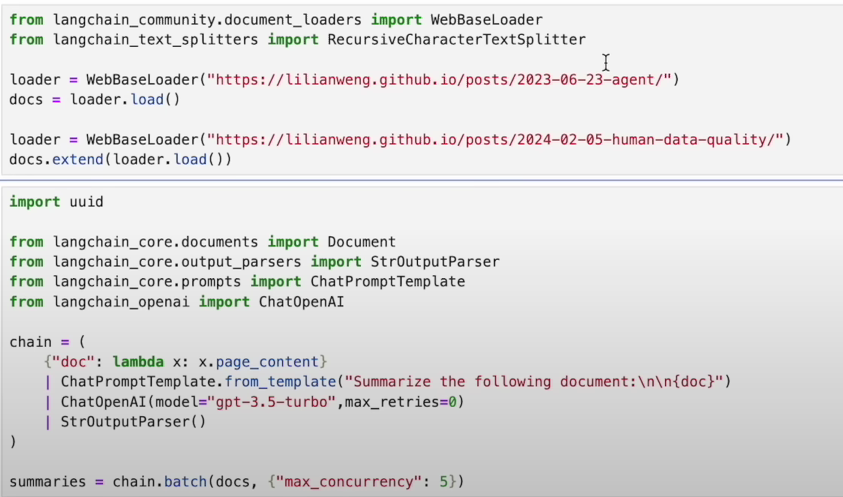 from langchain_community.document_loaders import WebBaseLoader
from langchain_text_splitters import RecursiveCharacterTextSplitter
loader = WebBaseLoader("https://lilianweng.github.io/posts/2023-06-23-agent/")
docs = loader.load()
loader = WebBaseLoader("https://lilianweng.github.io/posts/2024-02-05-human-data-quality/")
docs.extend(loader.load())
import uuid
from langchain_core.documents import Document
from langchain_core.output_parsers import StrOutputParser
from langchain_core.prompts import ChatPromptTemplate
from langchain_openai import ChatOpenAI
chain = (
    {"doc": lambda x: x.page_content}
    | ChatPromptTemplate.from_template("Summarize the following document:\n\n{doc}")
    | ChatOpenAI(model="gpt-3.5-turbo",max_retries=0)
    | StrOutputParser()
)
summaries = chain.batch(docs, {"max_concurrency": 5})